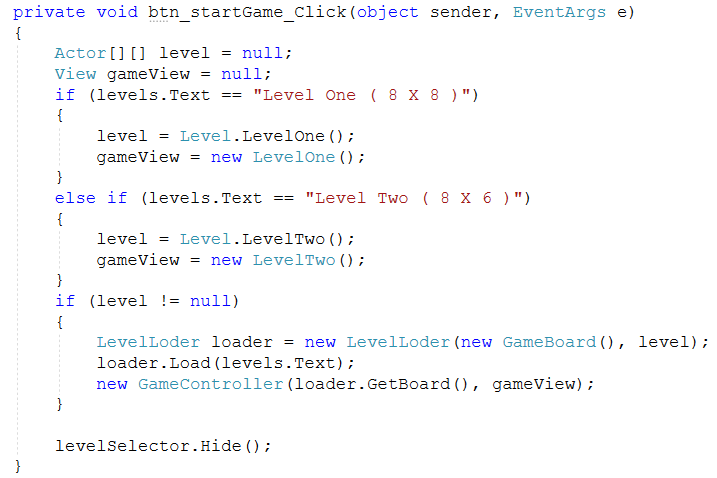 private void btn_startGame_Click(object sender, EventArgs e)
{
    Actor[][] level = null;
    View gameView = null;
    if (levels.Text == "Level One ( 8 X 8 )")
    {
        level = Level.LevelOne();
        gameView = new LevelOne();
    }
    else if (levels.Text == "Level Two ( 8 X 6 )")
    {
        level = Level.LevelTwo();
        gameView = new LevelTwo();
    }
    if (level != null)
    {
        LevelLoder loader = new LevelLoder(new GameBoard(), level);
        loader.Load(levels.Text);
        new GameController(loader.GetBoard(), gameView);
    }

    levelSelector.Hide();
}